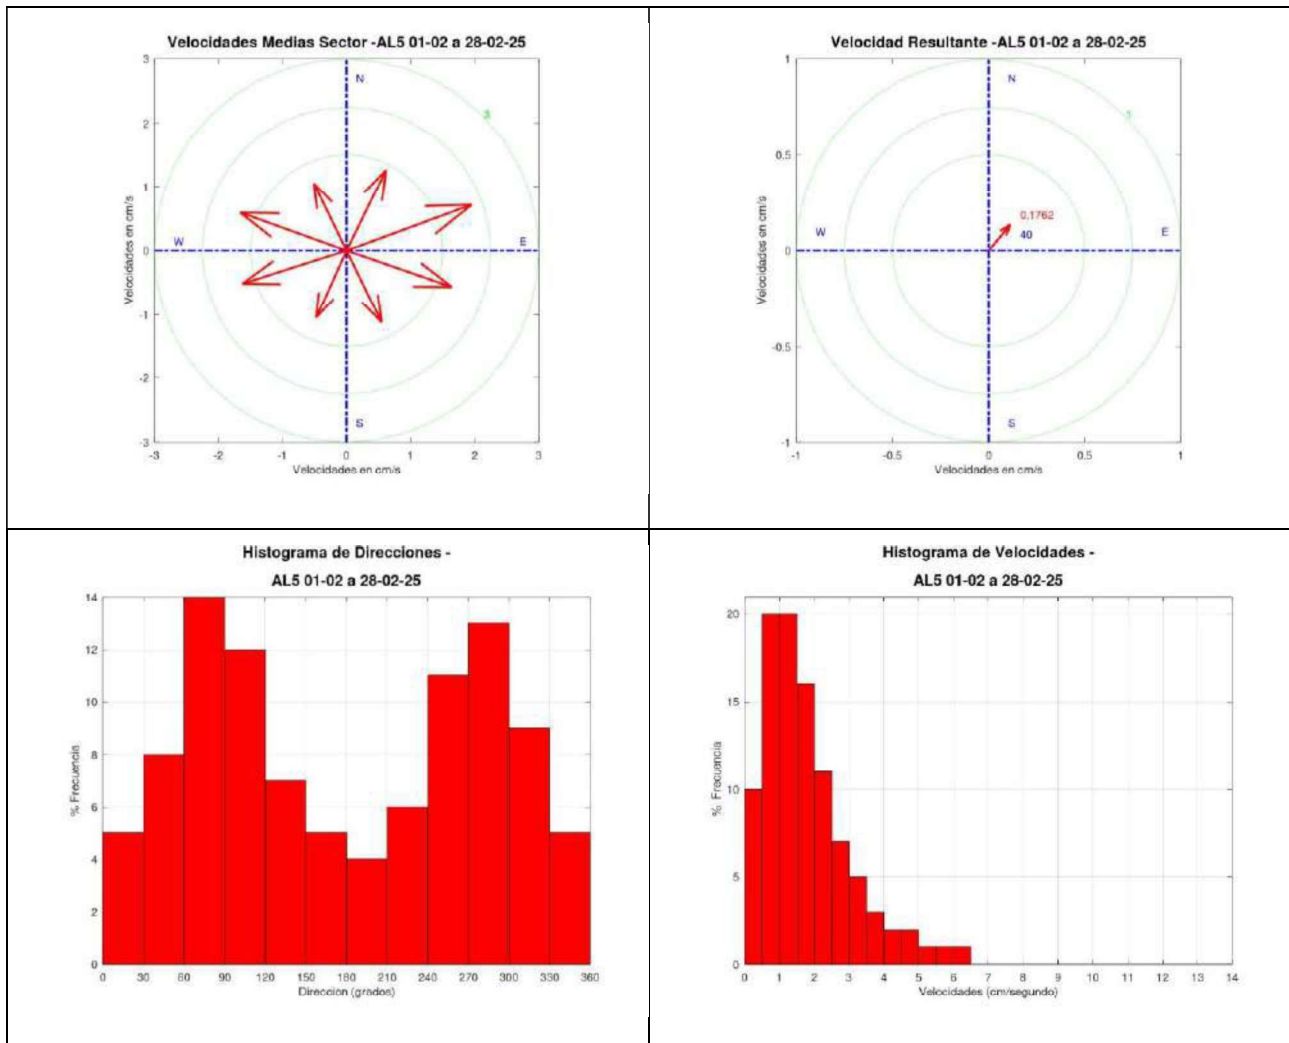 Velocidades Medias Sector -AL5 01-02 a 28-02-25
3
2
1
0
-1
-2
-3
Velocidades en cm/s
N
3
W
E
S
-3
-2
-1
0
1
2
3
Velocidades en cm/s
Velocidad Resultante -AL5 01-02 a 28-02-25
1
0.5
0
-0.5
-1
Velocidades en cm/s
N
1
0.1762
40
W
E
S
-1
-0.5
0
0.5
1
Velocidades en cm/s
Histograma de Direcciones -
AL5 01-02 a 28-02-25
14
12
10
8
6
4
2
0
% Frecuencia
0 30 60 90 120 150 180 210 240 270 300 330 360
Direccion (grados)
Histograma de Velocidades -
AL5 01-02 a 28-02-25
20
15
10
5
0
% Frecuencia
0 1 2 3 4 5 6 7 8 9 10 11 12 13 14
Velocidades (cm/segundo)